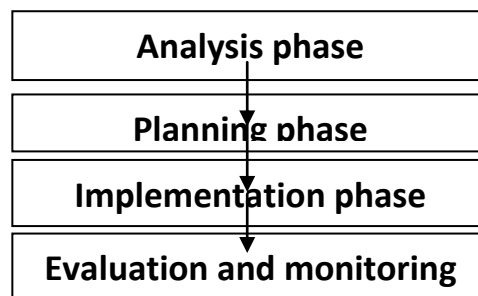 Analysis phase
Planning phase
Implementation phase
Evaluation and monitoring